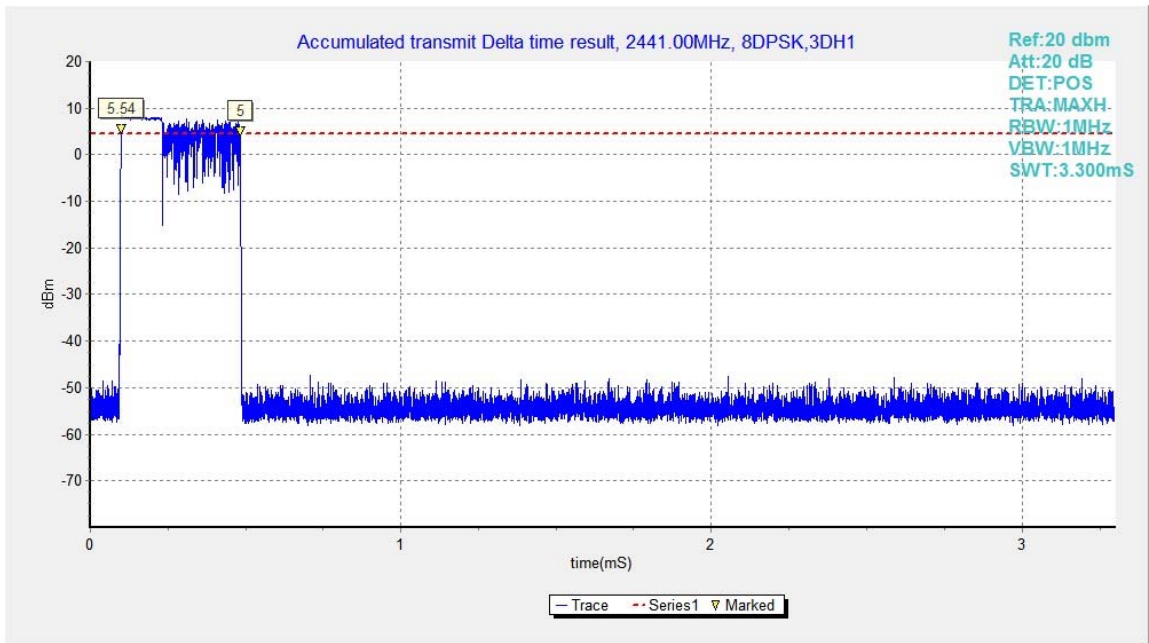 Accumulated transmit Delta time result, 2441.00MHz, 8DPSK,3DH1
Ref:20 dbm
Att:20 dB
DET:POS
TRA:MAXH
RBW:1MHz
VBW:1MHz
SWT:3.300mS
20
10
0
-10
-20
-30
-40
-50
-60
-70
dBm
5.54
5
0
1
2
3
time(mS)
Trace
Series1
Marked